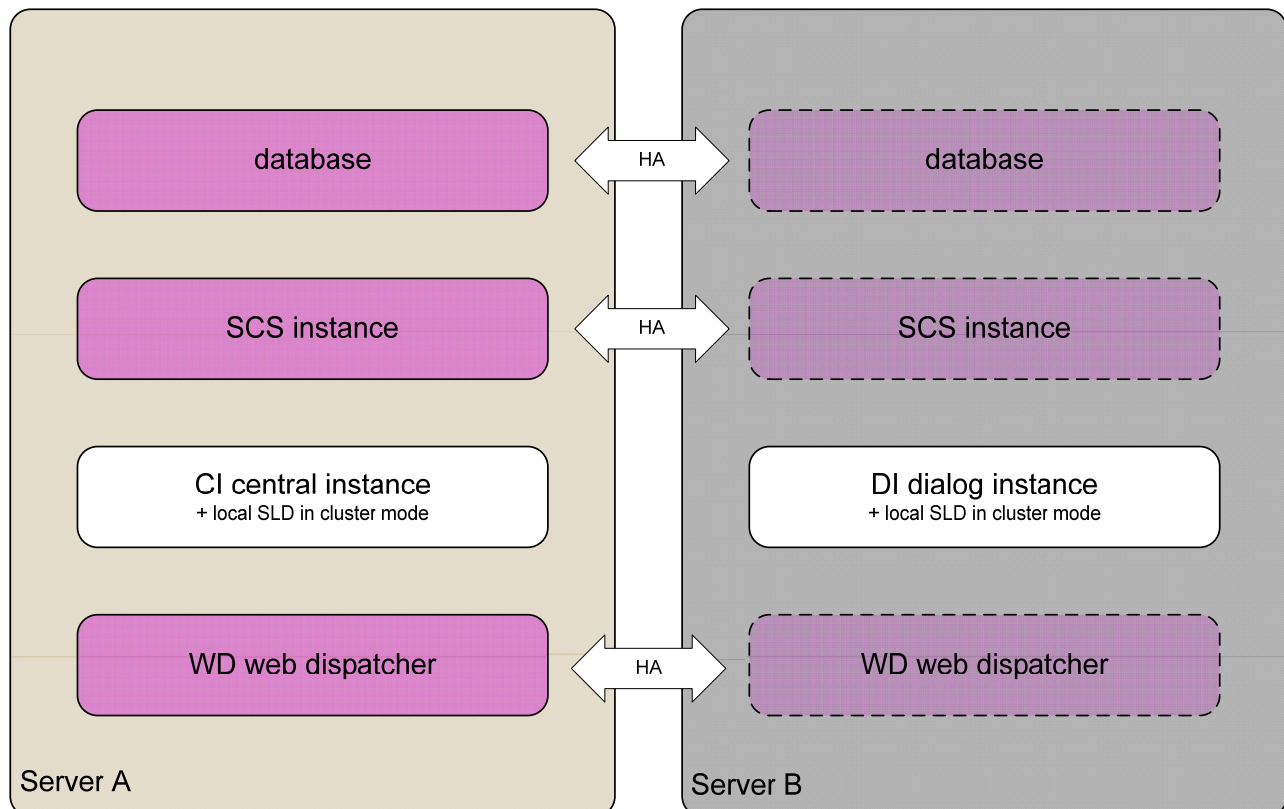 database
HA
database
SCS instance
HA
SCS instance
CI central instance
+ local SLD in cluster mode
DI dialog instance
+ local SLD in cluster mode
WD web dispatcher
HA
WD web dispatcher
Server A
Server B